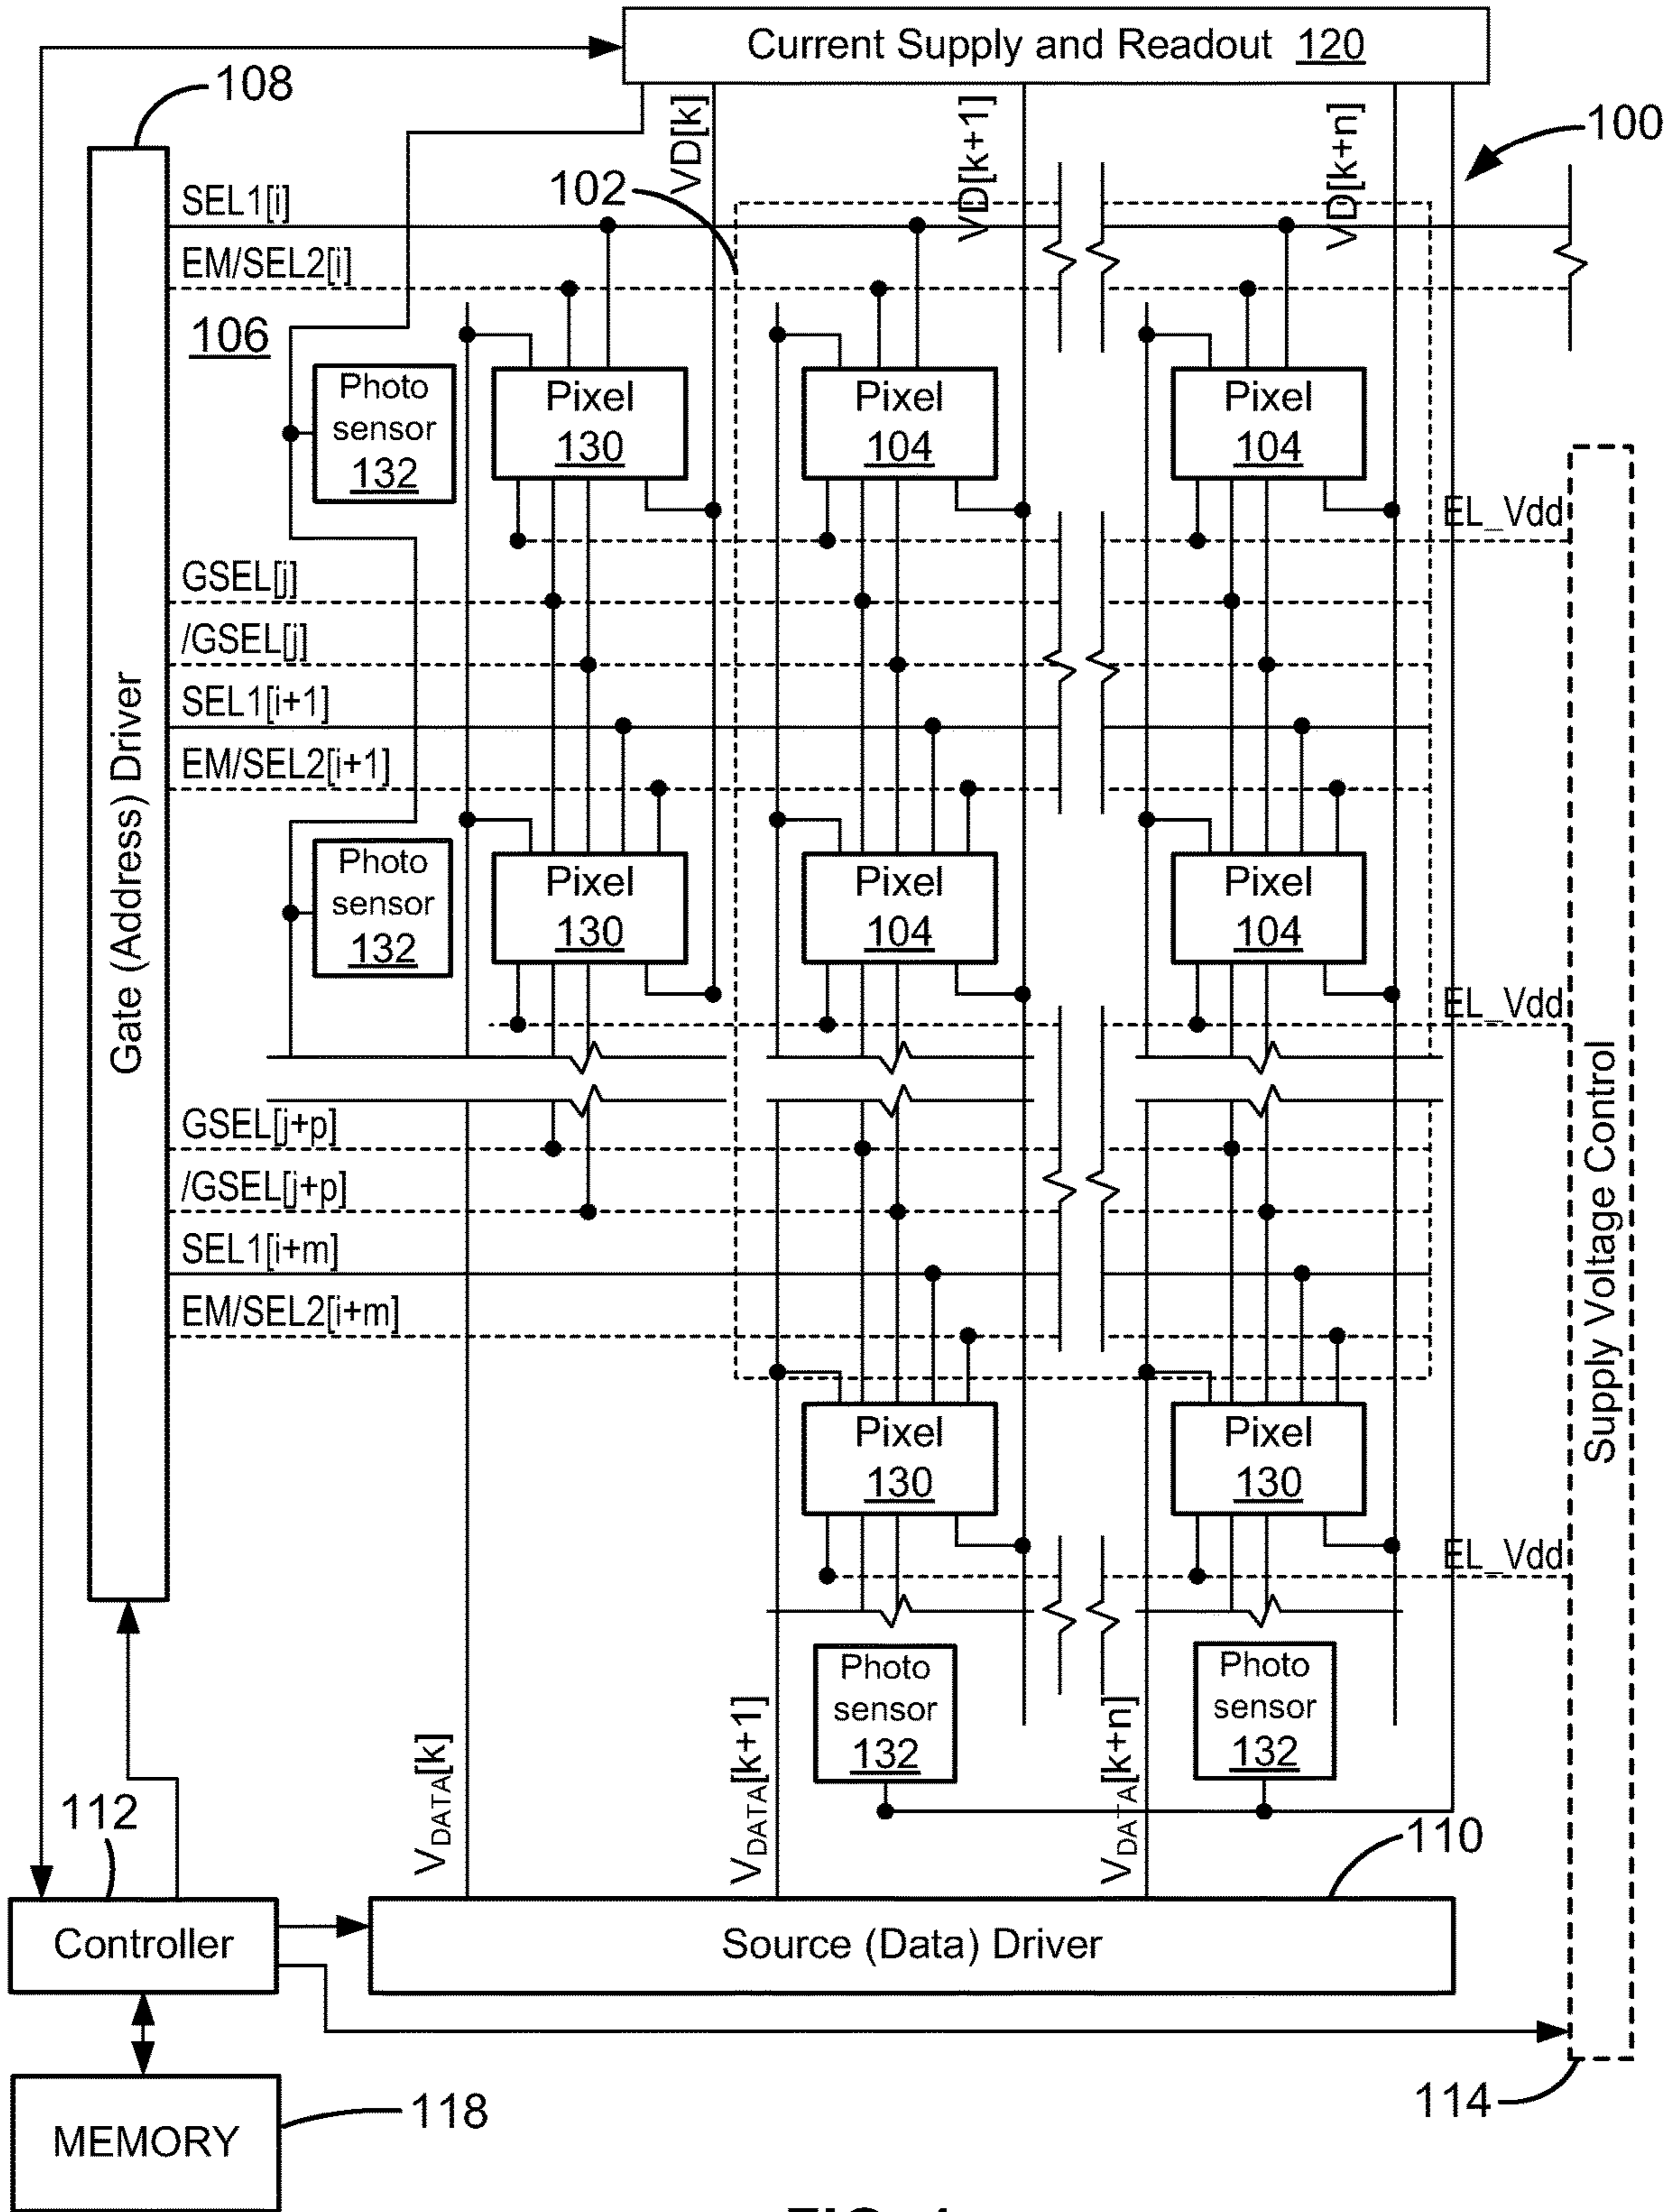 Current Supply and Readout 120
108
VD[k]
VD[k+1]
VD[k+n]
100
102
SEL1[i]
EM/SEL2[i]
106
Photo
sensor
132
Pixel
130
Pixel
104
Pixel
104
EL_Vdd
GSEL[j]
/GSEL[j]
SEL1[i+1]
EM/SEL2[i+1]
Gate (Address) Driver
Photo
sensor
132
Pixel
130
Pixel
104
Pixel
104
EL_Vdd
Supply Voltage Control
GSEL[j+p]
/GSEL[j+p]
SEL1[i+m]
EM/SEL2[i+m]
Pixel
130
Pixel
130
EL_Vdd
Photo
sensor
132
Photo
sensor
132
VDATA[k]
VDATA[k+1]
VDATA[k+n]
112
110
Controller
Source (Data) Driver
114
MEMORY
118